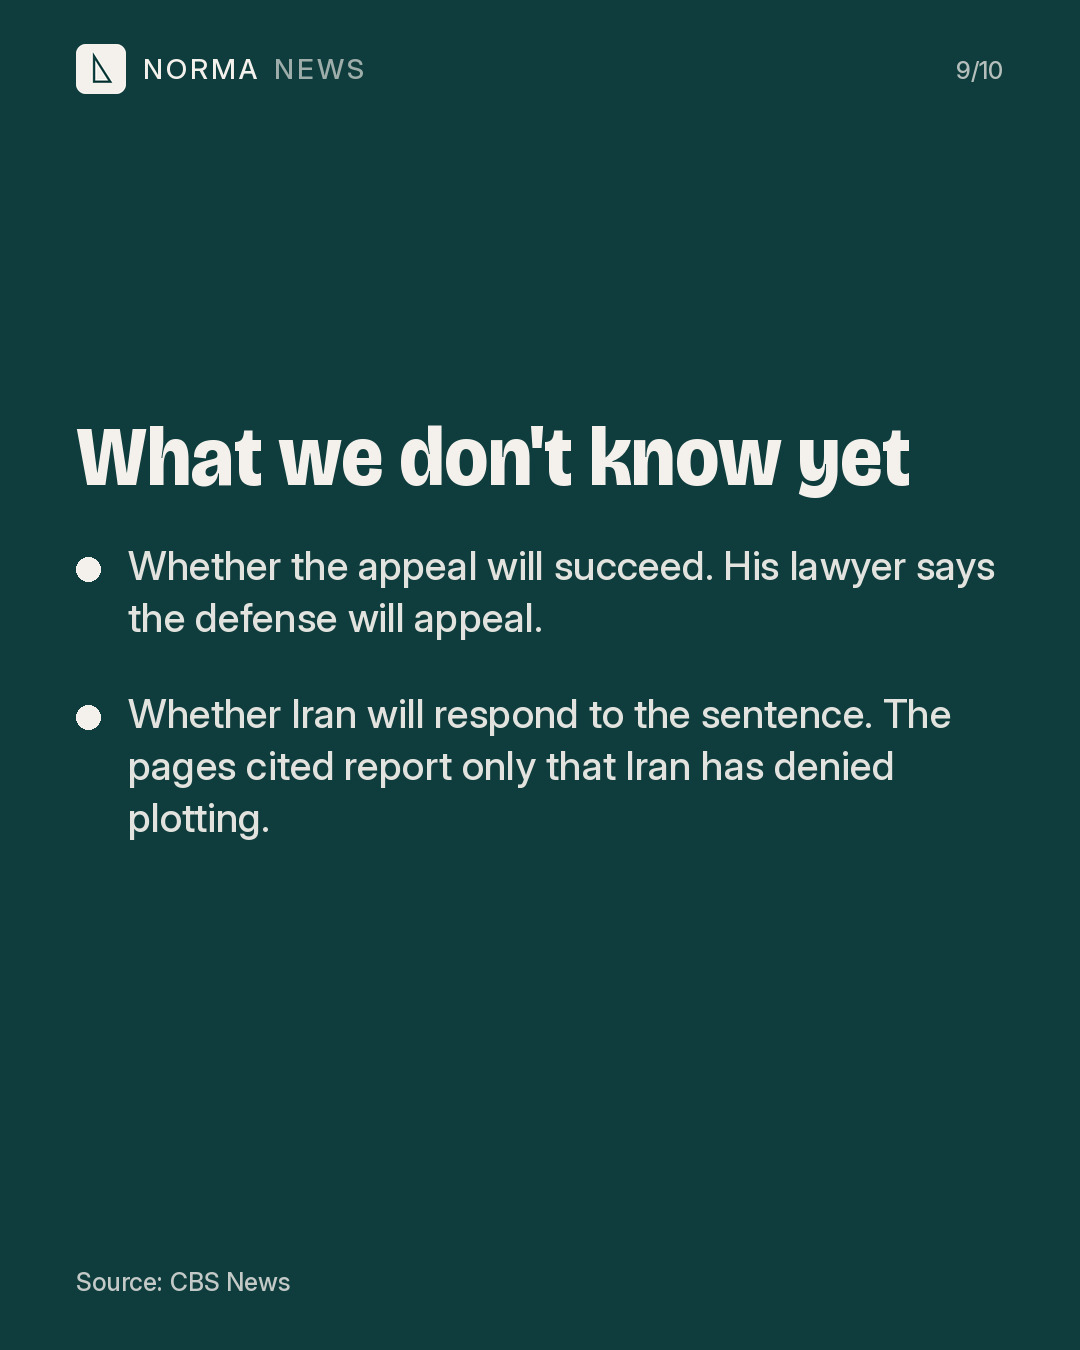 NORMA NEWS
9/10
What we don't know yet
Whether the appeal will succeed. His lawyer says
the defense will appeal.
Whether Iran will respond to the sentence. The
pages cited report only that Iran has denied
plotting.
Source: CBS News